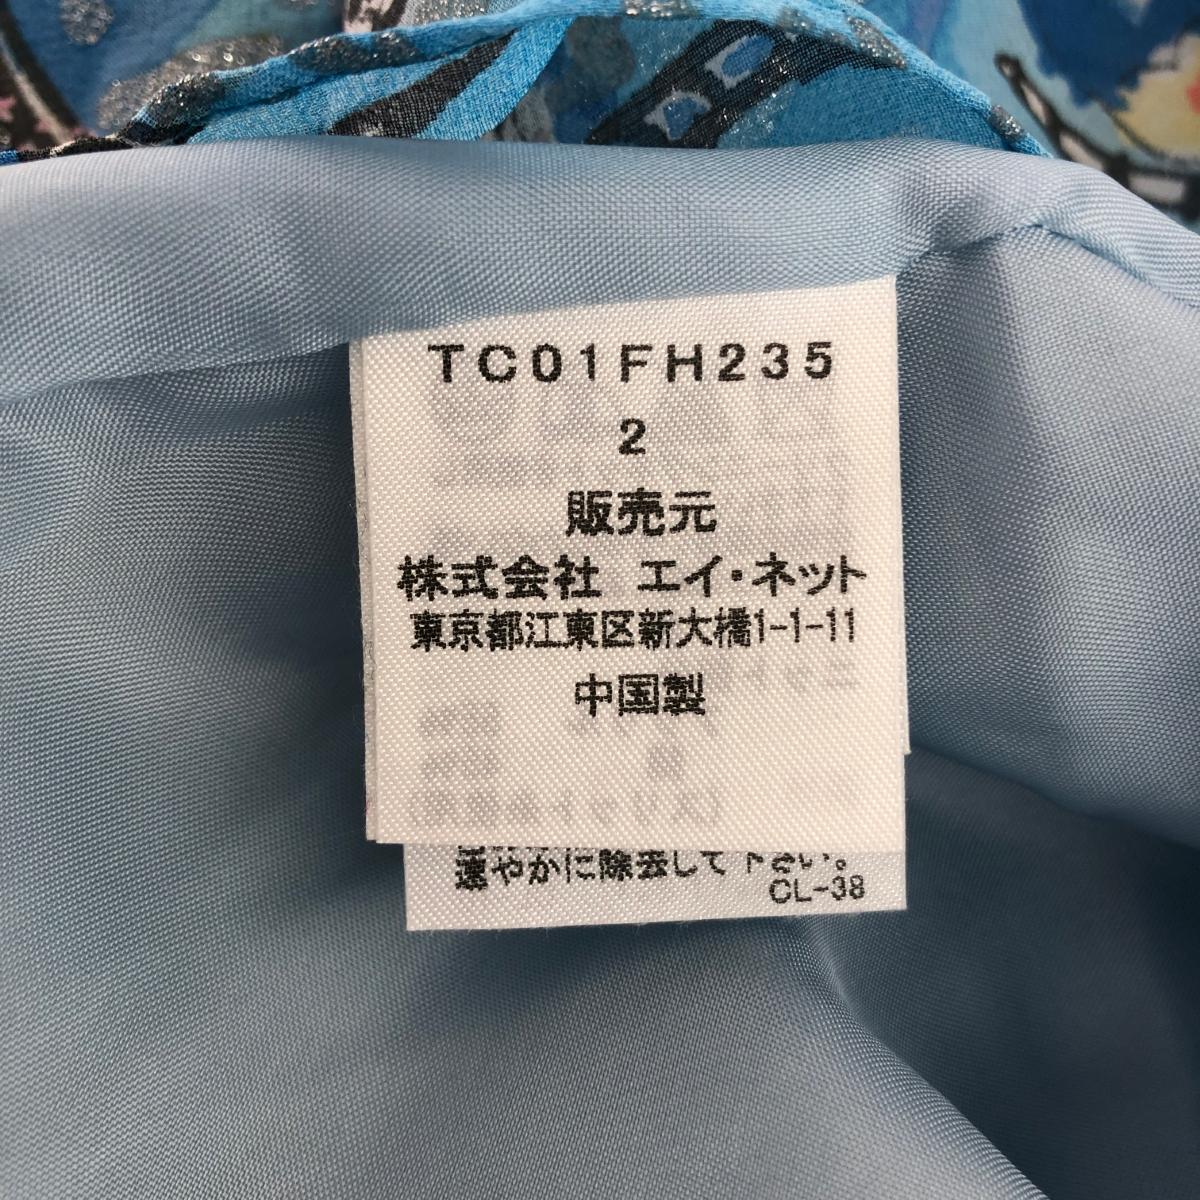 TC01FH235
2
販売元
株式会社 エイ・ネット
東京都江東区新大橋1-1-11
中国製
速やかに除去して下さい。
CL-38